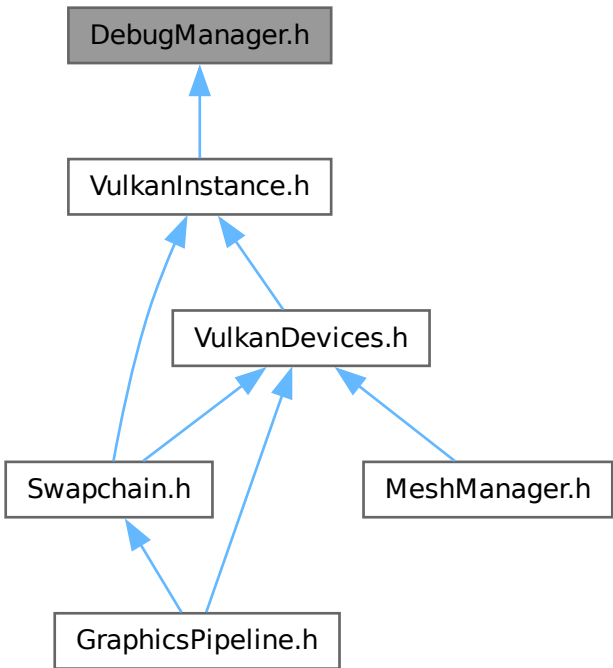 DebugManager.h
VulkanInstance.h
VulkanDevices.h
Swapchain.h
MeshManager.h
GraphicsPipeline.h